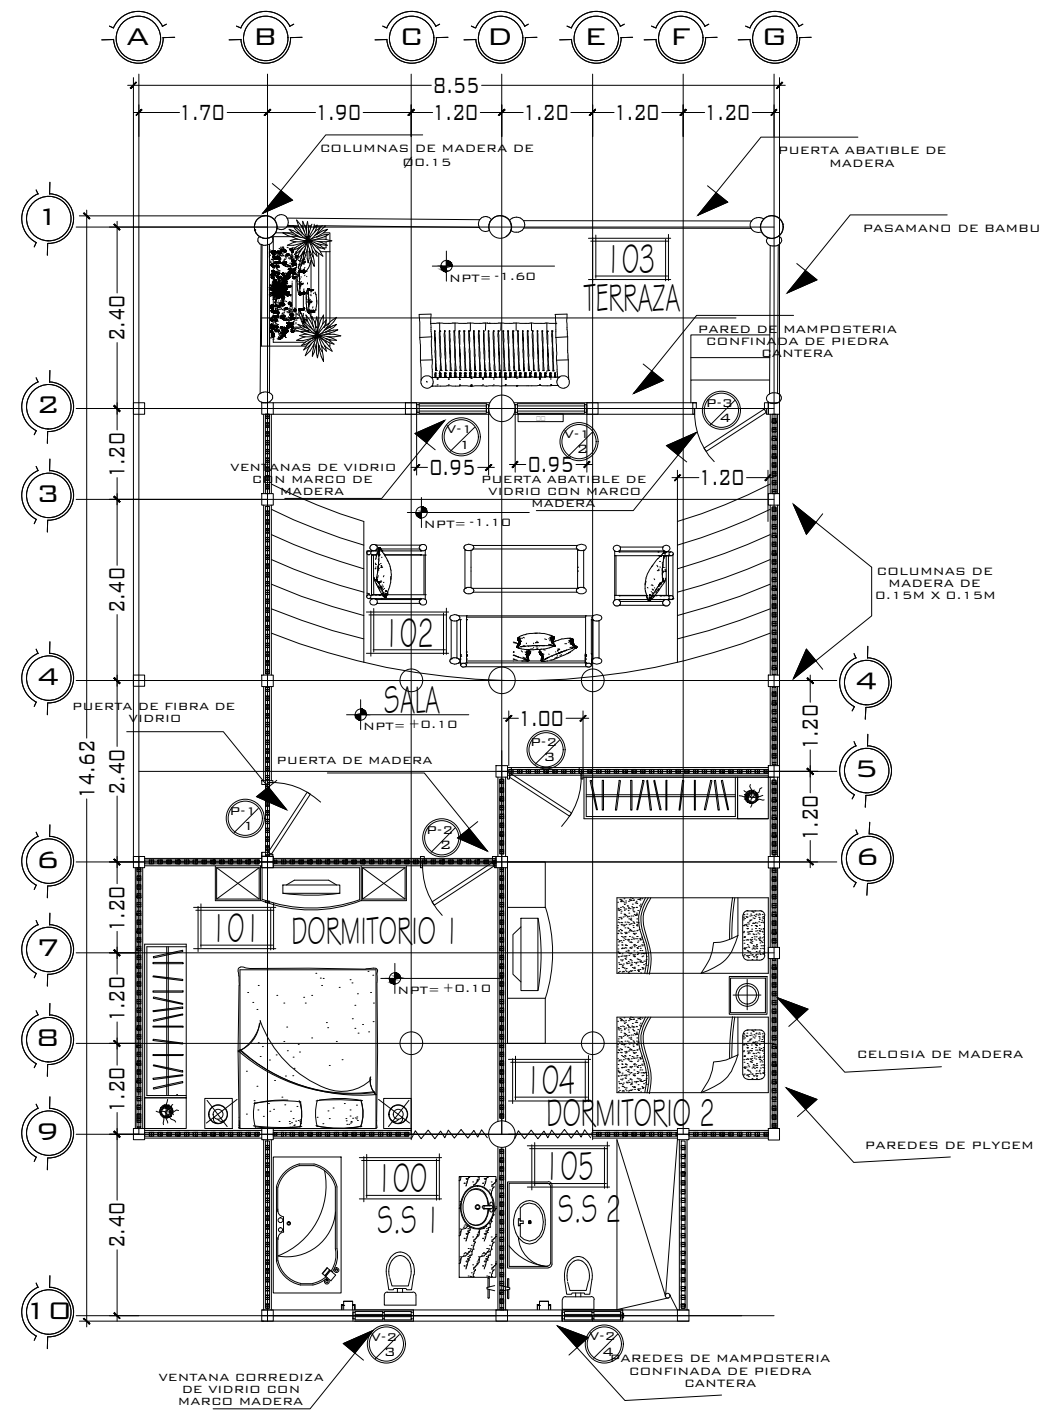 A B C D E F G
8.55
1.70 1.90 1.20 1.20 1.20 1.20
COLUMNAS DE MADERA DE
Ø0.15
PUERTA ABATIBLE DE
MADERA
1
PASAMANO DE BAMBU
103
TERRAZA
NPT= -1.60
2.40
PARED DE MAMPOSTERIA
CONFINADA DE PIEDRA
CANTERA
2
P-3
4
V-1
1
V-1
2
1.20
VENTANAS DE VIDRIO
CON MARCO DE
MADERA
0.95
0.95
PUERTA ABATIBLE DE
VIDRIO CON MARCO
MADERA
1.20
3
NPT= -1.10
2.40
COLUMNAS DE
MADERA DE
0.15M X 0.15M
102
SALA
4
4
PUERTA DE FIBRA DE
VIDRIO
NPT= +0.10
1.00
1.20
14.62
2.40
PUERTA DE MADERA
P-2
3
5
P-1
1
P-2
2
1.20
6
6
1.20
101
DORMITORIO 1
7
NPT= +0.10
1.20
8
CELOSIA DE MADERA
104
DORMITORIO 2
1.20
9
PAREDES DE PLYCEM
100
S.S 1
105
S.S 2
2.40
10
V-2
3
V-2
4
VENTANA CORREDIZA
DE VIDRIO CON
MARCO MADERA
PAREDES DE MAMPOSTERIA
CONFINADA DE PIEDRA
CANTERA